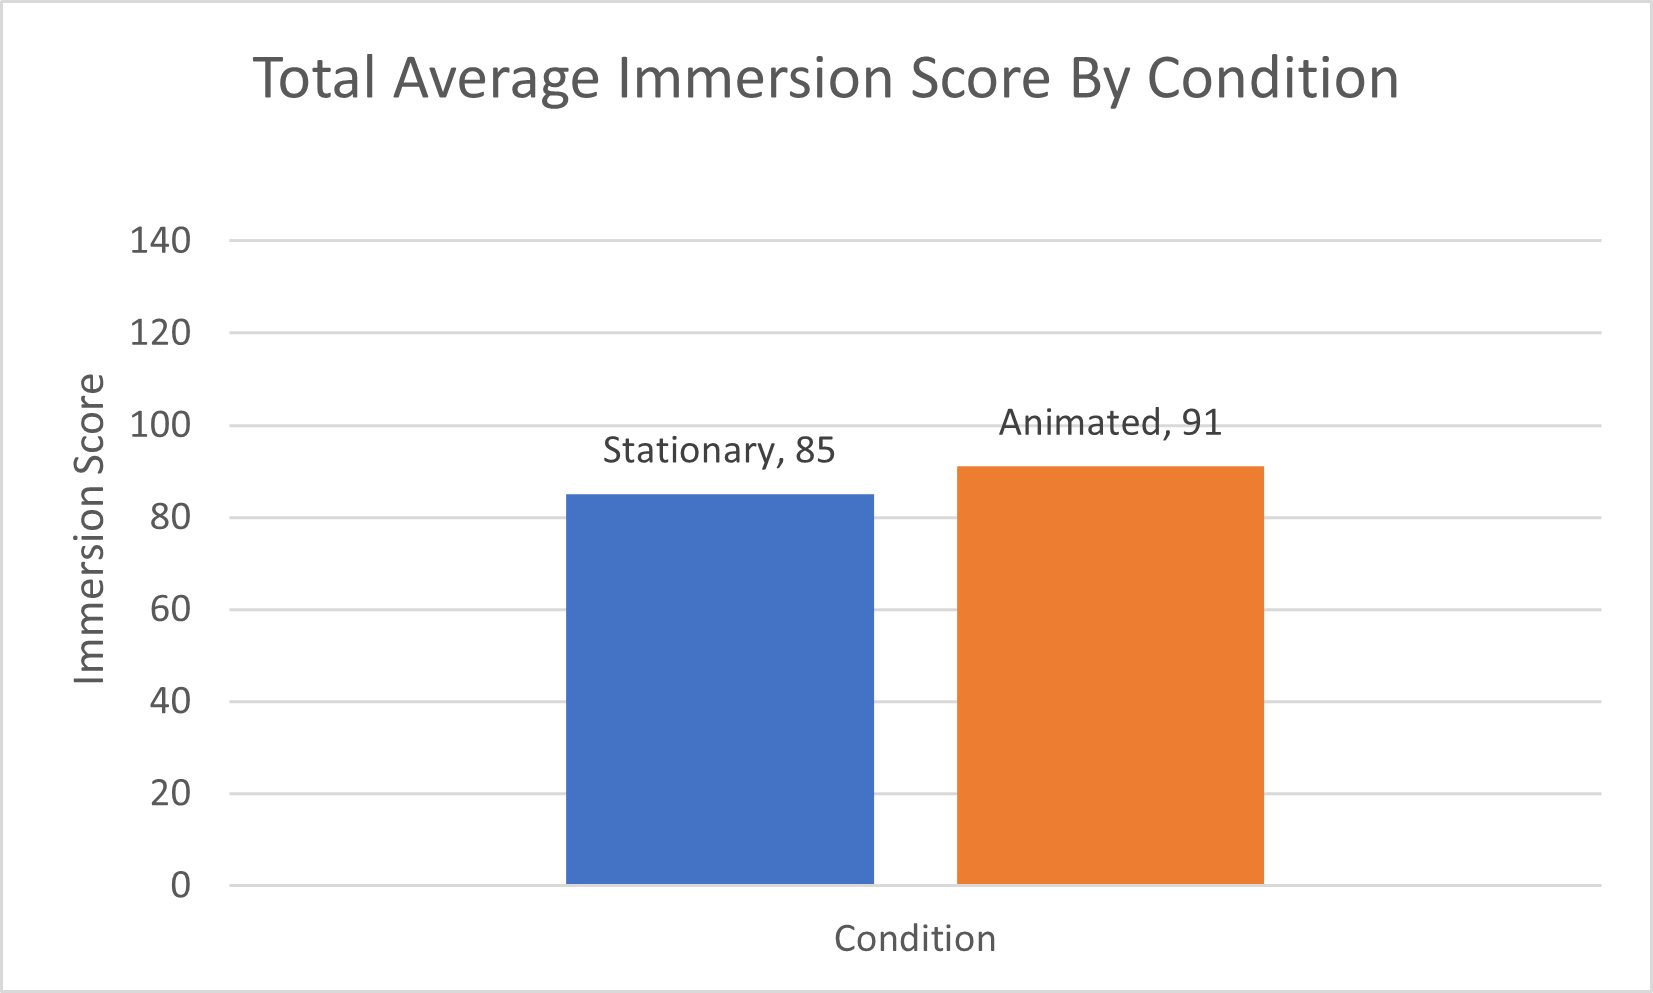 Total Average Immersion Score By Condition
140
120
100
80
60
40
20
0
Immersion Score
Stationary, 85
Animated, 91
Condition